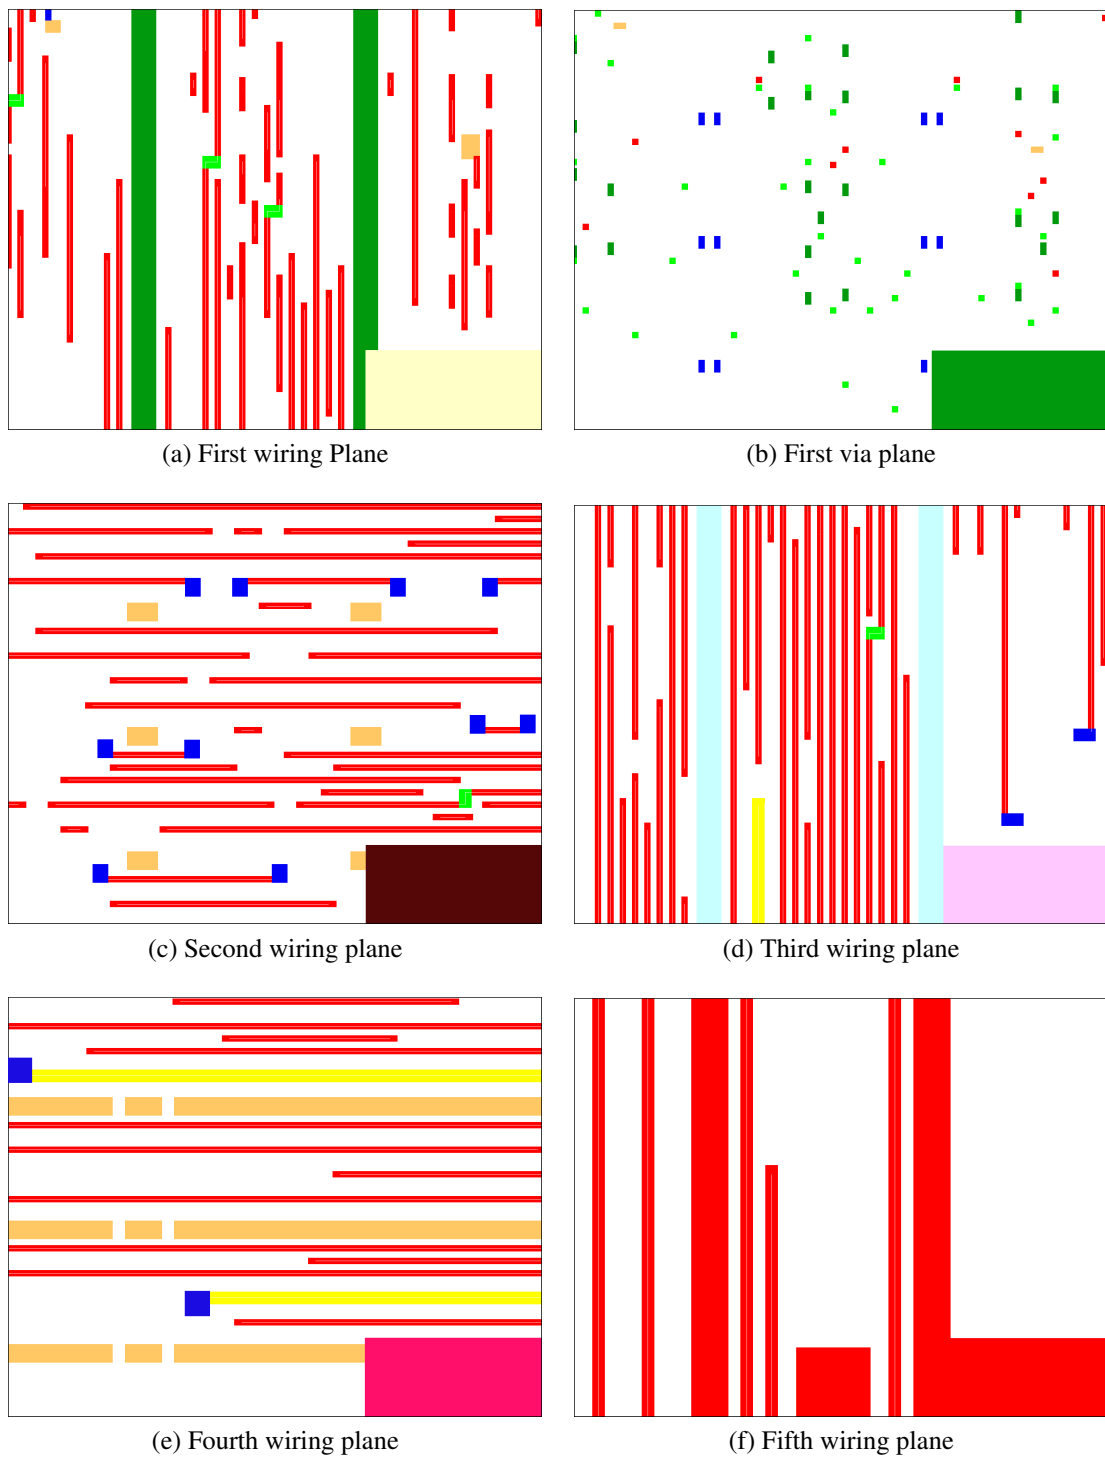 (a) First wiring Plane
(b) First via plane
(c) Second wiring plane
(d) Third wiring plane
(e) Fourth wiring plane
(f) Fifth wiring plane